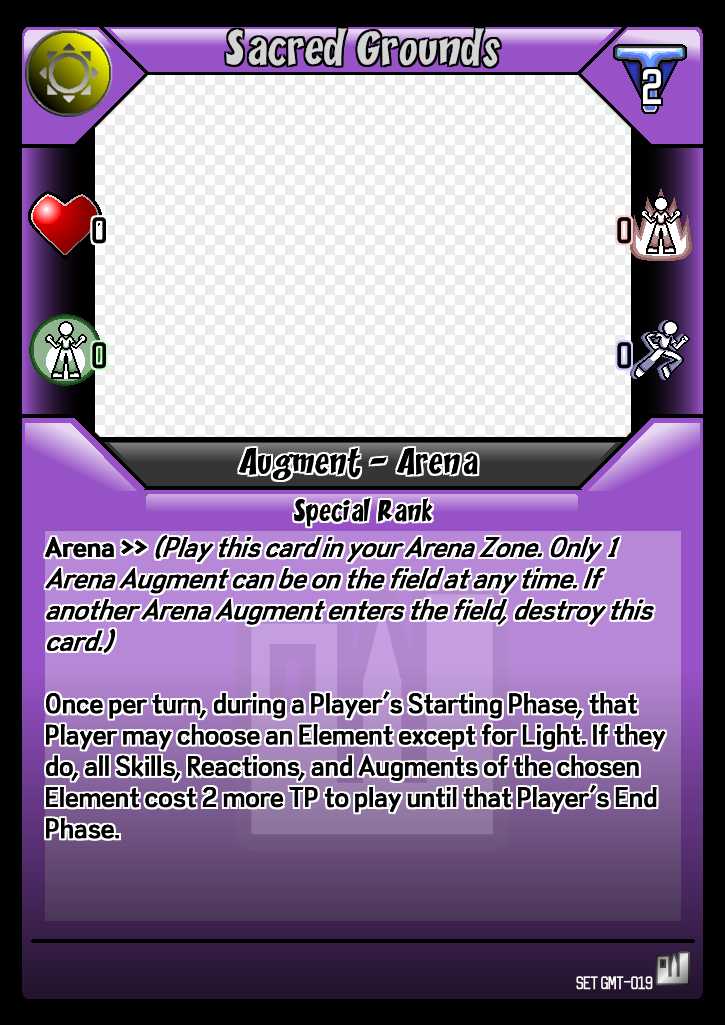 Sacred Grounds
2
0
0
0
0
Augment - Arena
Special Rank
Arena >> (Play this card in your Arena Zone. Only 1
Arena Augment can be on the field at any time. If
another Arena Augment enters the field, destroy this
card.)
Once per turn, during a Player's Starting Phase, that
Player may choose an Element except for Light. If they
do, all Skills, Reactions, and Augments of the chosen
Element cost 2 more TP to play until that Player's End
Phase.
SET GMT-019